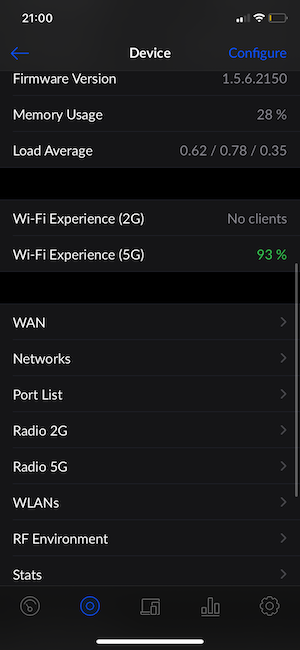 21:00
Device Configure
Firmware Version 1.5.6.2150
Memory Usage 28 %
Load Average 0.62 / 0.78 / 0.35
Wi-Fi Experience (2G) No clients
Wi-Fi Experience (5G) 93 %
WAN
Networks
Port List
Radio 2G
Radio 5G
WLANs
RF Environment
Stats